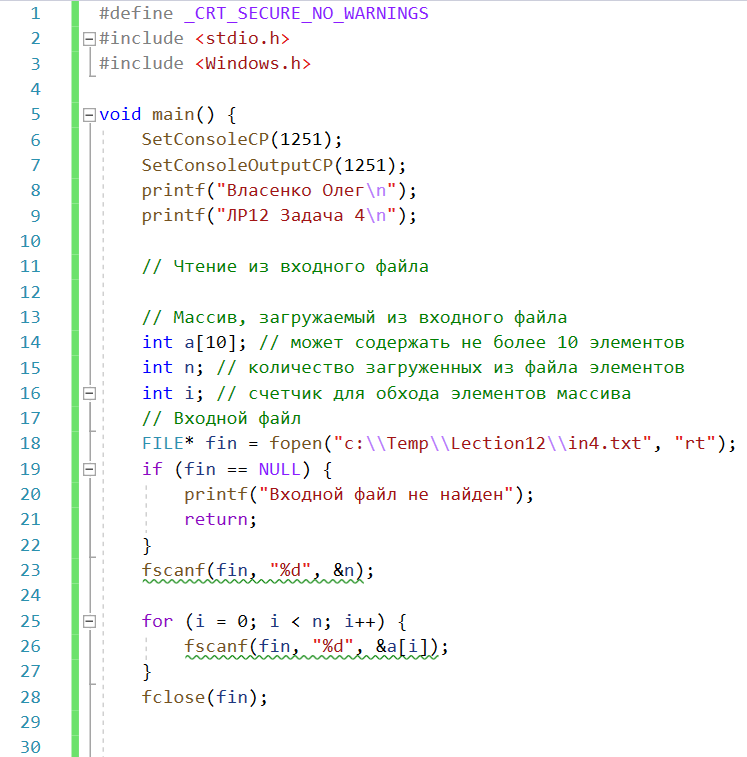 1 #define _CRT_SECURE_NO_WARNINGS
2 #include <stdio.h>
3 #include <Windows.h>
4
5 void main() {
6 SetConsoleCP(1251);
7 SetConsoleOutputCP(1251);
8 printf("Власенко Олег\n");
9 printf("ЛР12 Задача 4\n");
10
11 // Чтение из входного файла
12
13 // Массив, загружаемый из входного файла
14 int a[10]; // может содержать не более 10 элементов
15 int n; // количество загруженных из файла элементов
16 int i; // счетчик для обхода элементов массива
17 // Входной файл
18 FILE* fin = fopen("c:\\Temp\\Lection12\\in4.txt", "rt");
19 if (fin == NULL) {
20 printf("Входной файл не найден");
21 return;
22 }
23 fscanf(fin, "%d", &n);
24
25 for (i = 0; i < n; i++) {
26 fscanf(fin, "%d", &a[i]);
27 }
28 fclose(fin);
29
30